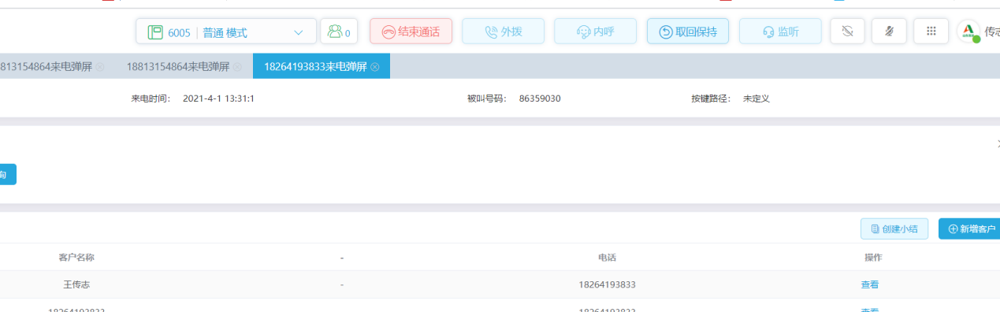 6005 普通 模式 0 结束通话 外拨 内呼 取回保持 监听 传志
813154864来电弹屏 18813154864来电弹屏 18264193833来电弹屏
来电时间： 2021-4-1 13:31:1 被叫号码： 86359030 按键路径： 未定义
询
创建小结 新增客户
客户名称 - 电话 操作
王传志 - 18264193833 查看
18264193833 18264193833 查看